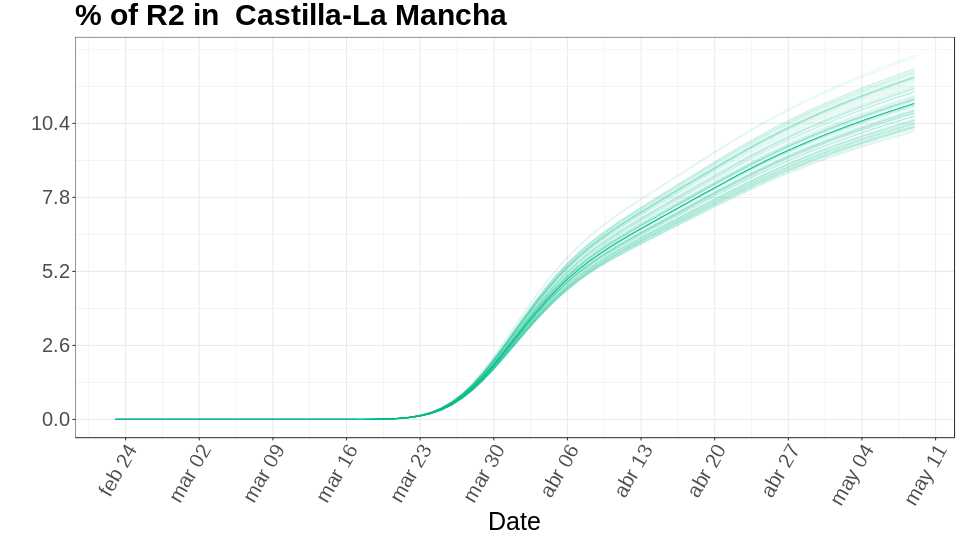 % of R2 in  Castilla-La Mancha
10.4
7.8
5.2
2.6
0.0
feb 24
mar 02
mar 09
mar 16
mar 23
mar 30
abr 06
abr 13
abr 20
abr 27
may 04
may 11
Date